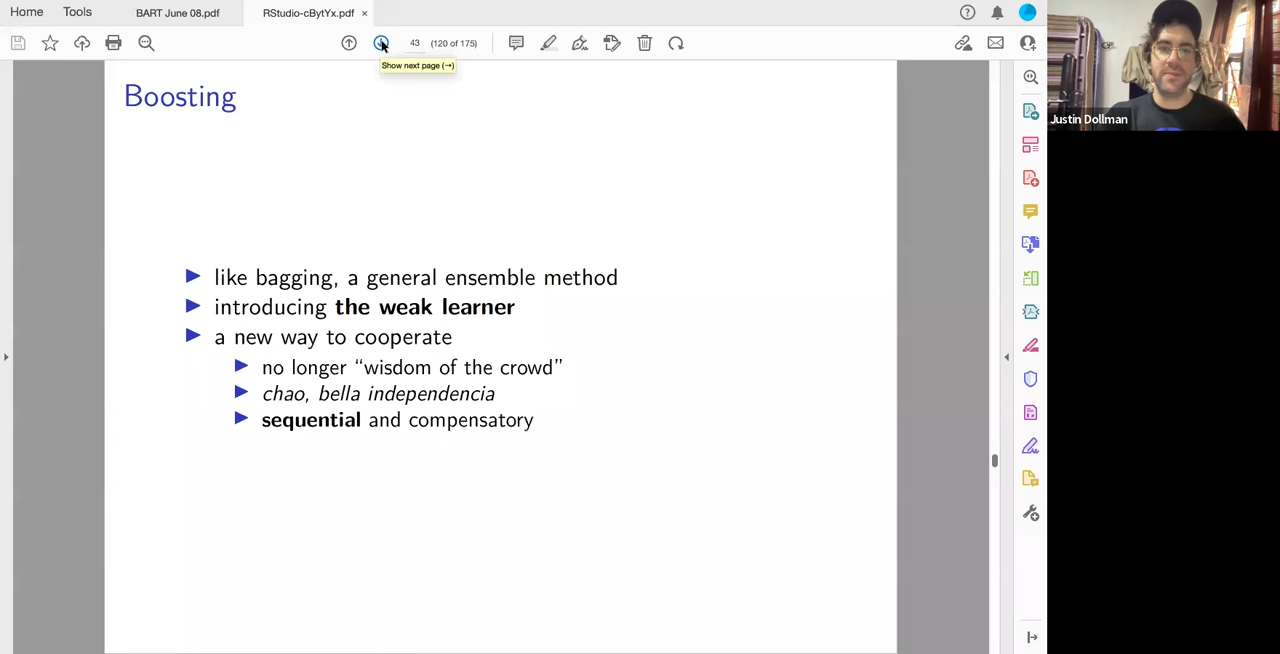 Home
Tools
BART June 08.pdf
RStudio-cBytYx.pdf ×
43 (120 of 175)
Show next page (→)
Boosting
like bagging, a general ensemble method
introducing the weak learner
a new way to cooperate
no longer “wisdom of the crowd”
chao, bella independencia
sequential and compensatory
Justin Dollman